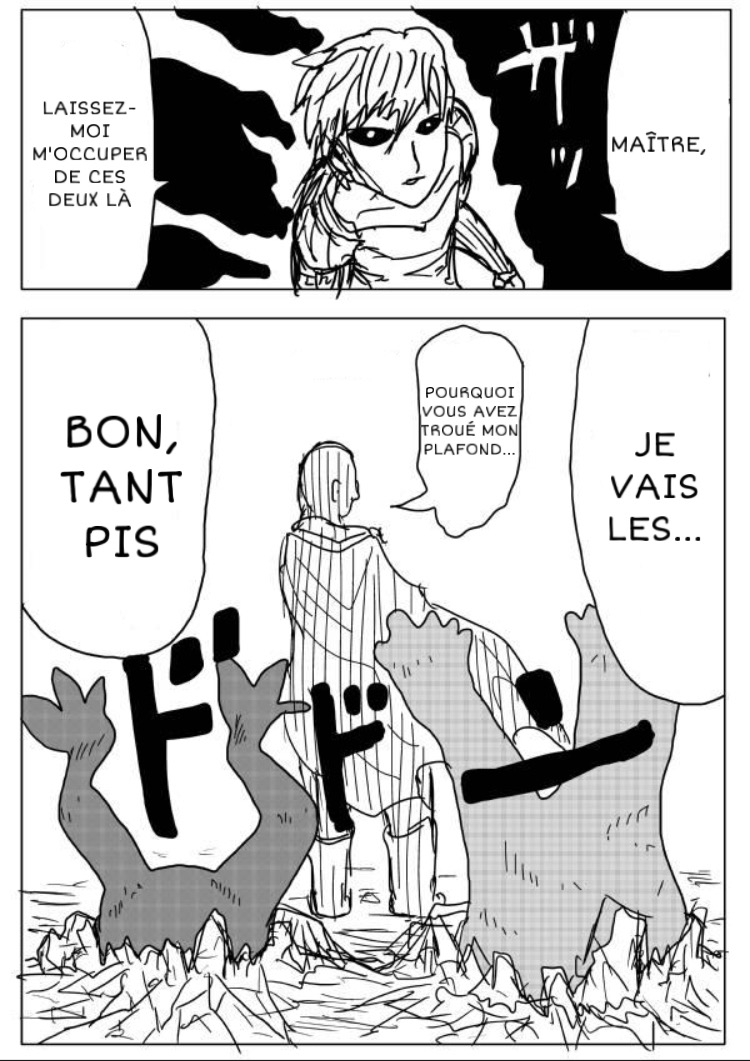 MAÎTRE,
LAISSEZ-
MOI
M'OCCUPER
DE CES
DEUX LÀ
ザッ
JE
VAIS
LES...
POURQUOI
VOUS AVEZ
TROUÉ MON
PLAFOND...
BON,
TANT
PIS
ドドン